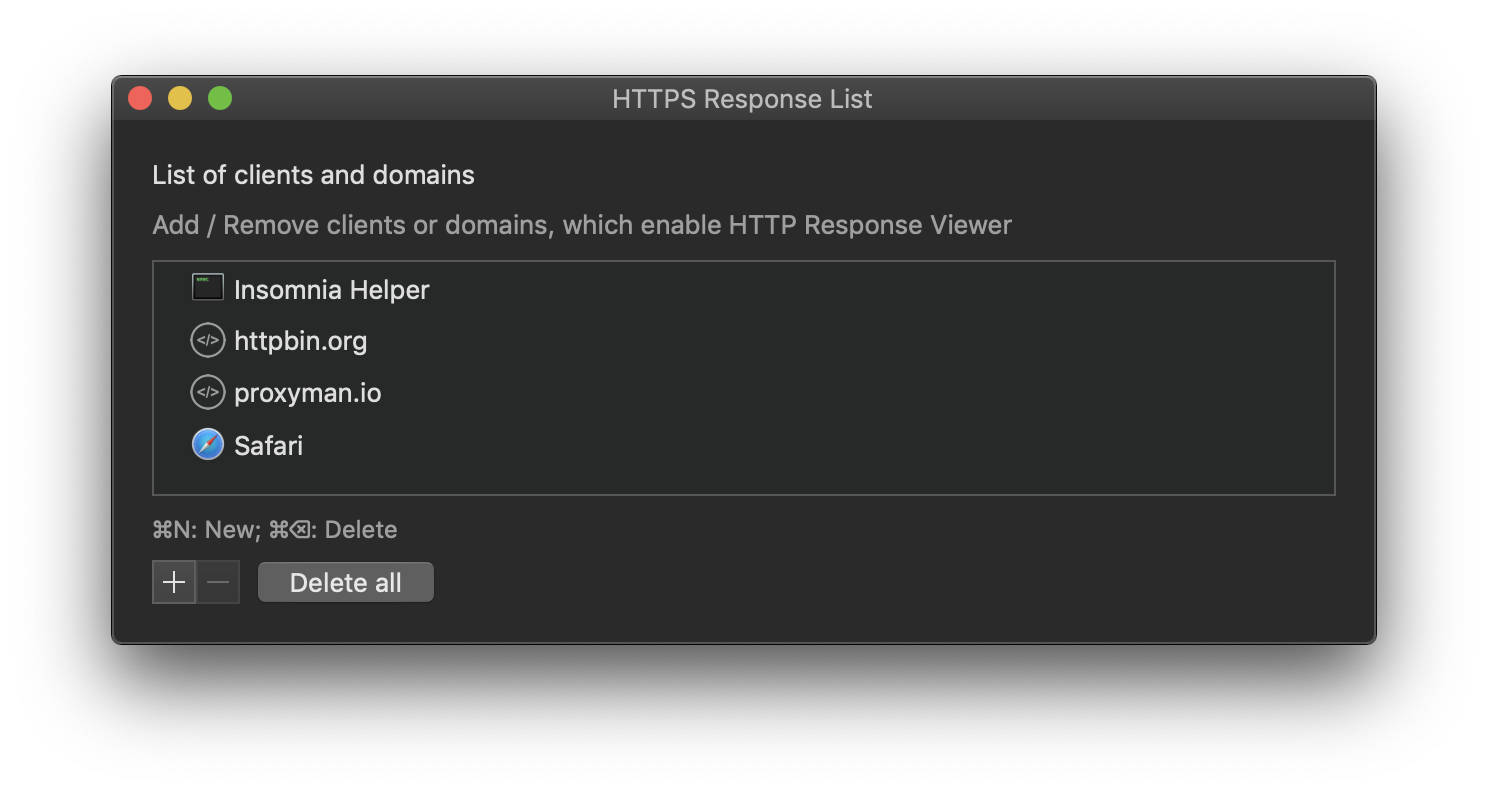 HTTPS Response List
List of clients and domains
Add / Remove clients or domains, which enable HTTP Response Viewer
Insomnia Helper
</> httpbin.org
</> proxyman.io
Safari
⌘N: New; ⌘⌫: Delete
Delete all